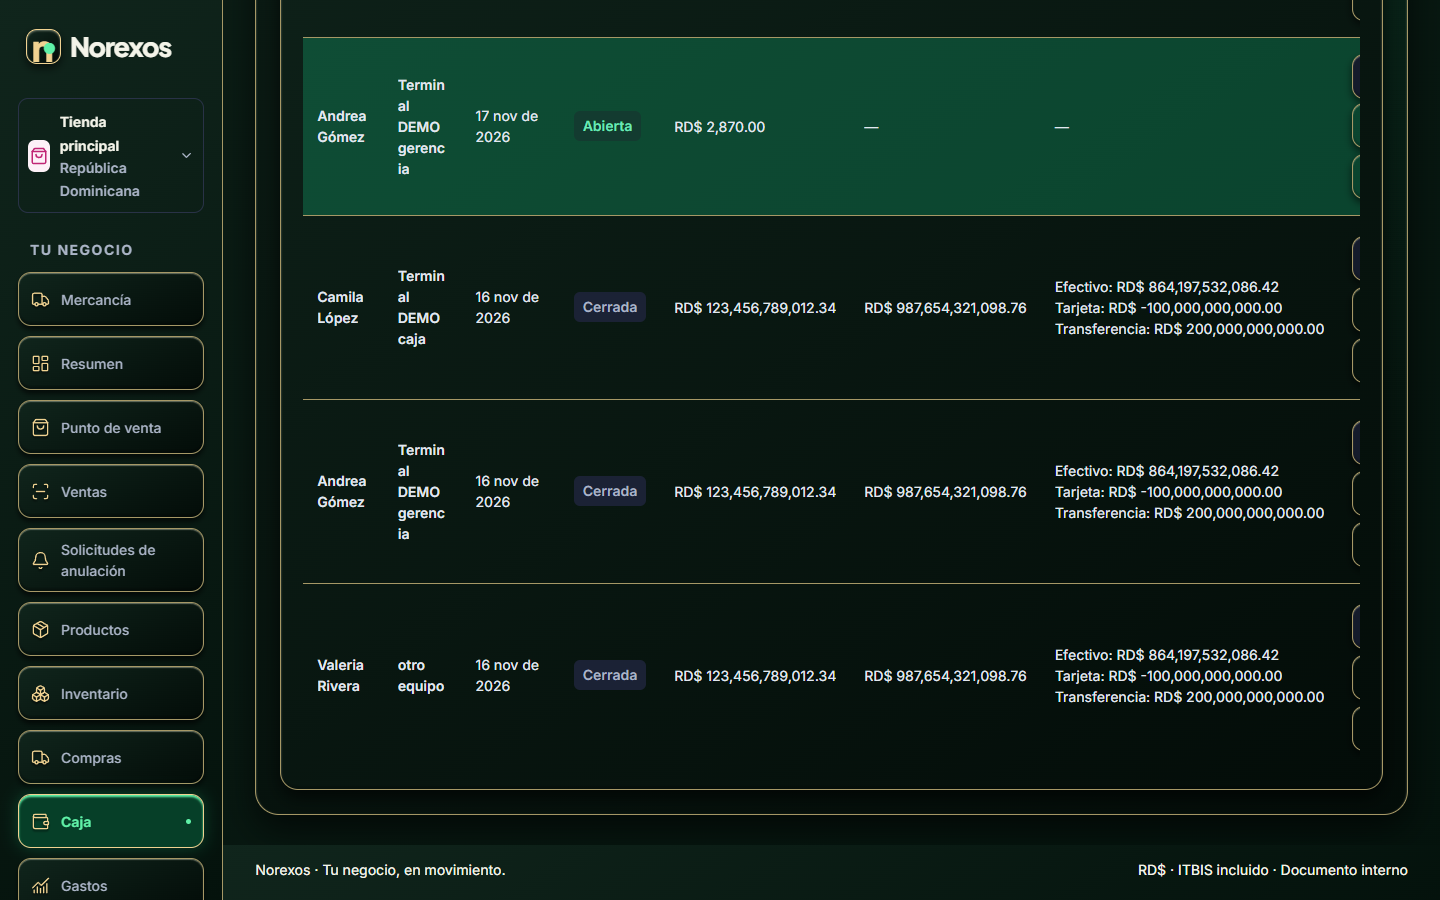 Norexos
Tienda
principal
República
Dominicana
TU NEGOCIO
Mercancía
Resumen
Punto de venta
Ventas
Solicitudes de
anulación
Productos
Inventario
Compras
Caja
Gastos
Andrea
Gómez
Termin
al
DEMO
gerenc
ia
17 nov de
2026
Abierta
RD$ 2,870.00
—
—
Camila
López
Termin
al
DEMO
caja
16 nov de
2026
Cerrada
RD$ 123,456,789,012.34
RD$ 987,654,321,098.76
Efectivo: RD$ 864,197,532,086.42
Tarjeta: RD$ -100,000,000,000.00
Transferencia: RD$ 200,000,000,000.00
Andrea
Gómez
Termin
al
DEMO
gerenc
ia
16 nov de
2026
Cerrada
RD$ 123,456,789,012.34
RD$ 987,654,321,098.76
Efectivo: RD$ 864,197,532,086.42
Tarjeta: RD$ -100,000,000,000.00
Transferencia: RD$ 200,000,000,000.00
Valeria
Rivera
otro
equipo
16 nov de
2026
Cerrada
RD$ 123,456,789,012.34
RD$ 987,654,321,098.76
Efectivo: RD$ 864,197,532,086.42
Tarjeta: RD$ -100,000,000,000.00
Transferencia: RD$ 200,000,000,000.00
Norexos · Tu negocio, en movimiento.
RD$ · ITBIS incluido · Documento interno